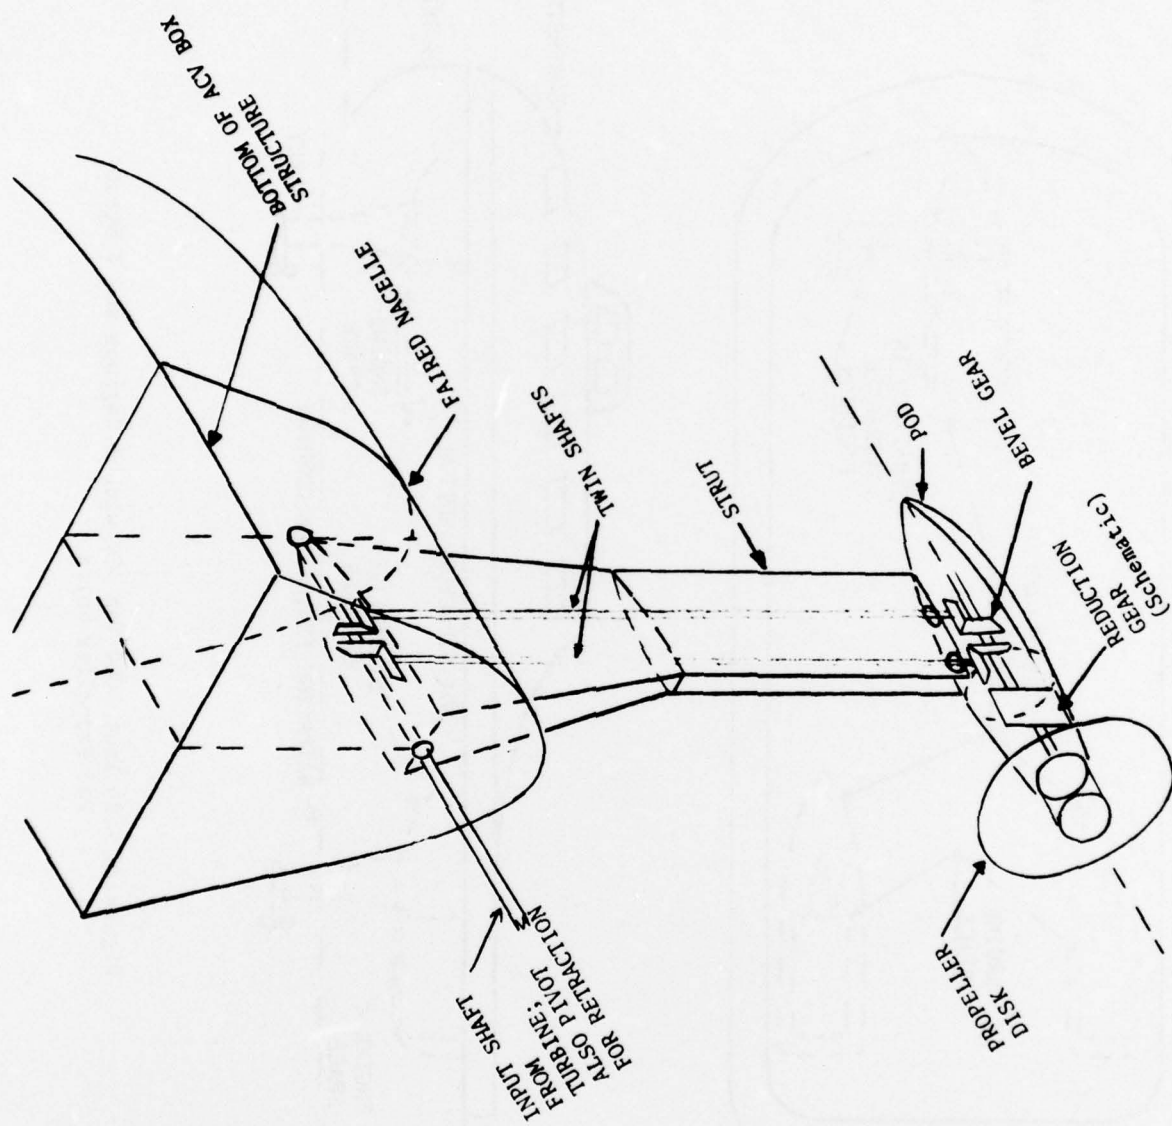 BOTTOM OF ACV BOX
STRUCTURE
FAIRED NACELLE
TWIN SHAFTS
STRUT
POD
BEVEL GEAR
REDUCTION
GEAR
(Schematic)
INPUT SHAFT
FROM
TURBINE;
ALSO PIVOT
FOR RETRACTION
PROPELLER
DISK